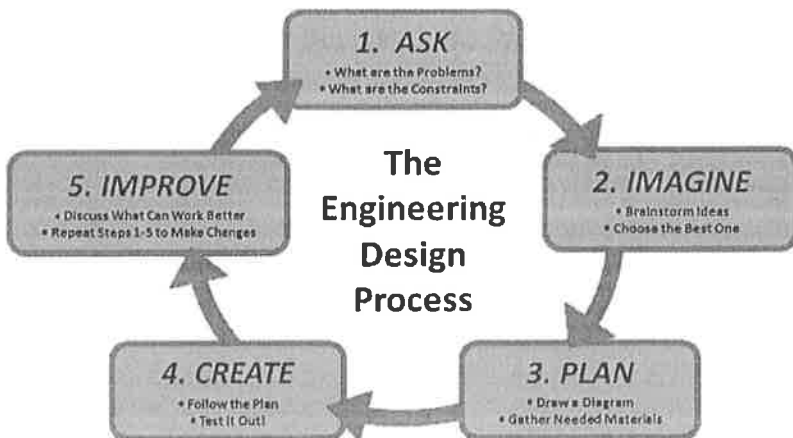 1. ASK
• What are the Problems?
• What are the Constraints?
The
Engineering
Design
Process
2. IMAGINE
• Brainstorm Ideas
• Choose the Best One
3. PLAN
• Draw a Diagram
• Gather Needed Materials
4. CREATE
• Follow the Plan
• Test It Out!
5. IMPROVE
• Discuss What Can Work Better
• Repeat Steps 1-5 to Make Changes